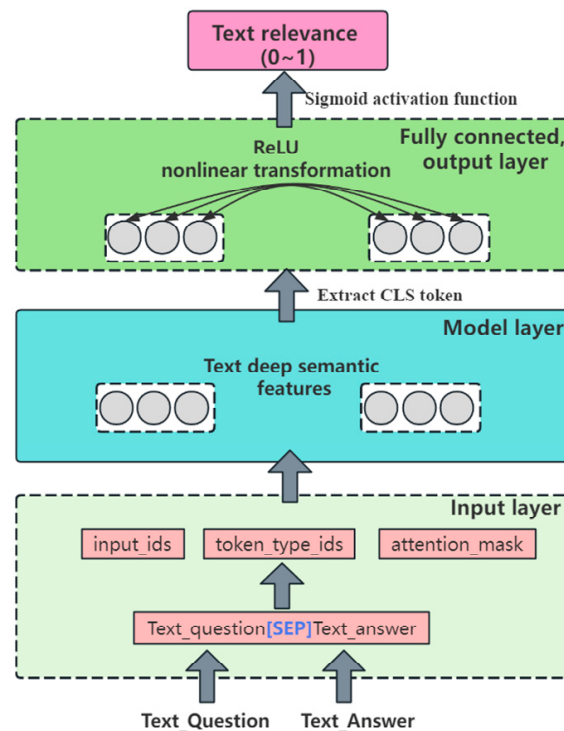 Text relevance
(0~1)
Sigmoid activation function
Fully connected,
output layer
ReLU
nonlinear transformation
Extract CLS token
Model layer
Text deep semantic
features
Input layer
input_ids
token_type_ids
attention_mask
Text_question[SEP]Text_answer
Text_Question
Text_Answer